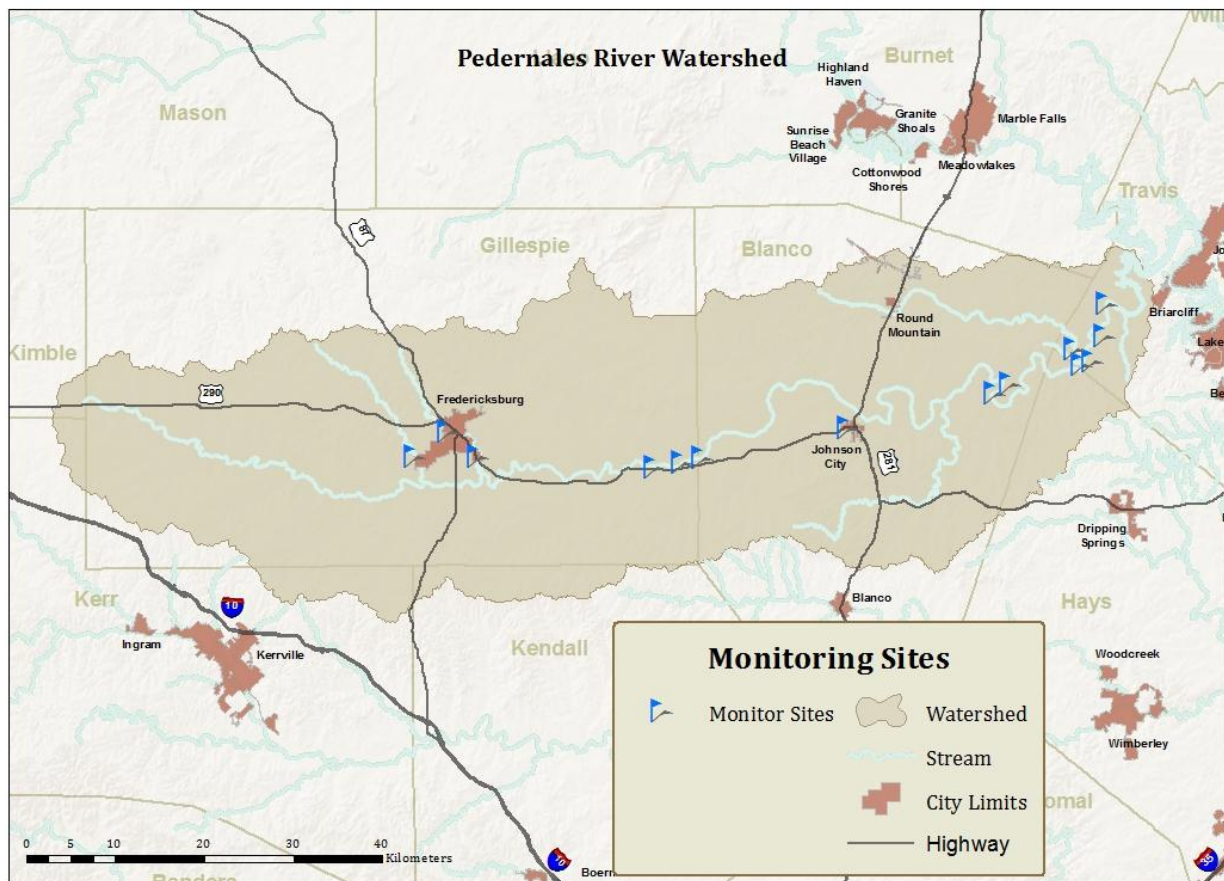 Pedernales River Watershed
Burnet
Mason
Highland
Haven
Granite
Shoals
Marble Falls
Sunrise
Beach
Village
Meadowlakes
Cottonwood
Shores
Travis
87
Gillespie
Blanco
Round
Mountain
Briarcliff
Kimble
290
Fredericksburg
Johnson
City
281
Dripping
Springs
Kerr
10
Ingram
Kerrville
Kendall
Blanco
Hays
Woodcreek
Wimberley
Monitoring Sites
Monitor Sites
Watershed
Stream
City Limits
Highway
0 5 10 20 30 40
Kilometers
10
35